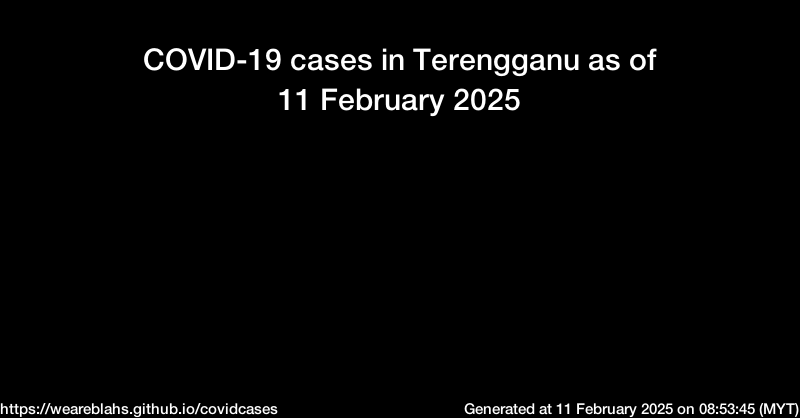 COVID-19 cases in Terengganu as of
11 February 2025
https://weareblahs.github.io/covidcases
Generated at 11 February 2025 on 08:53:45 (MYT)